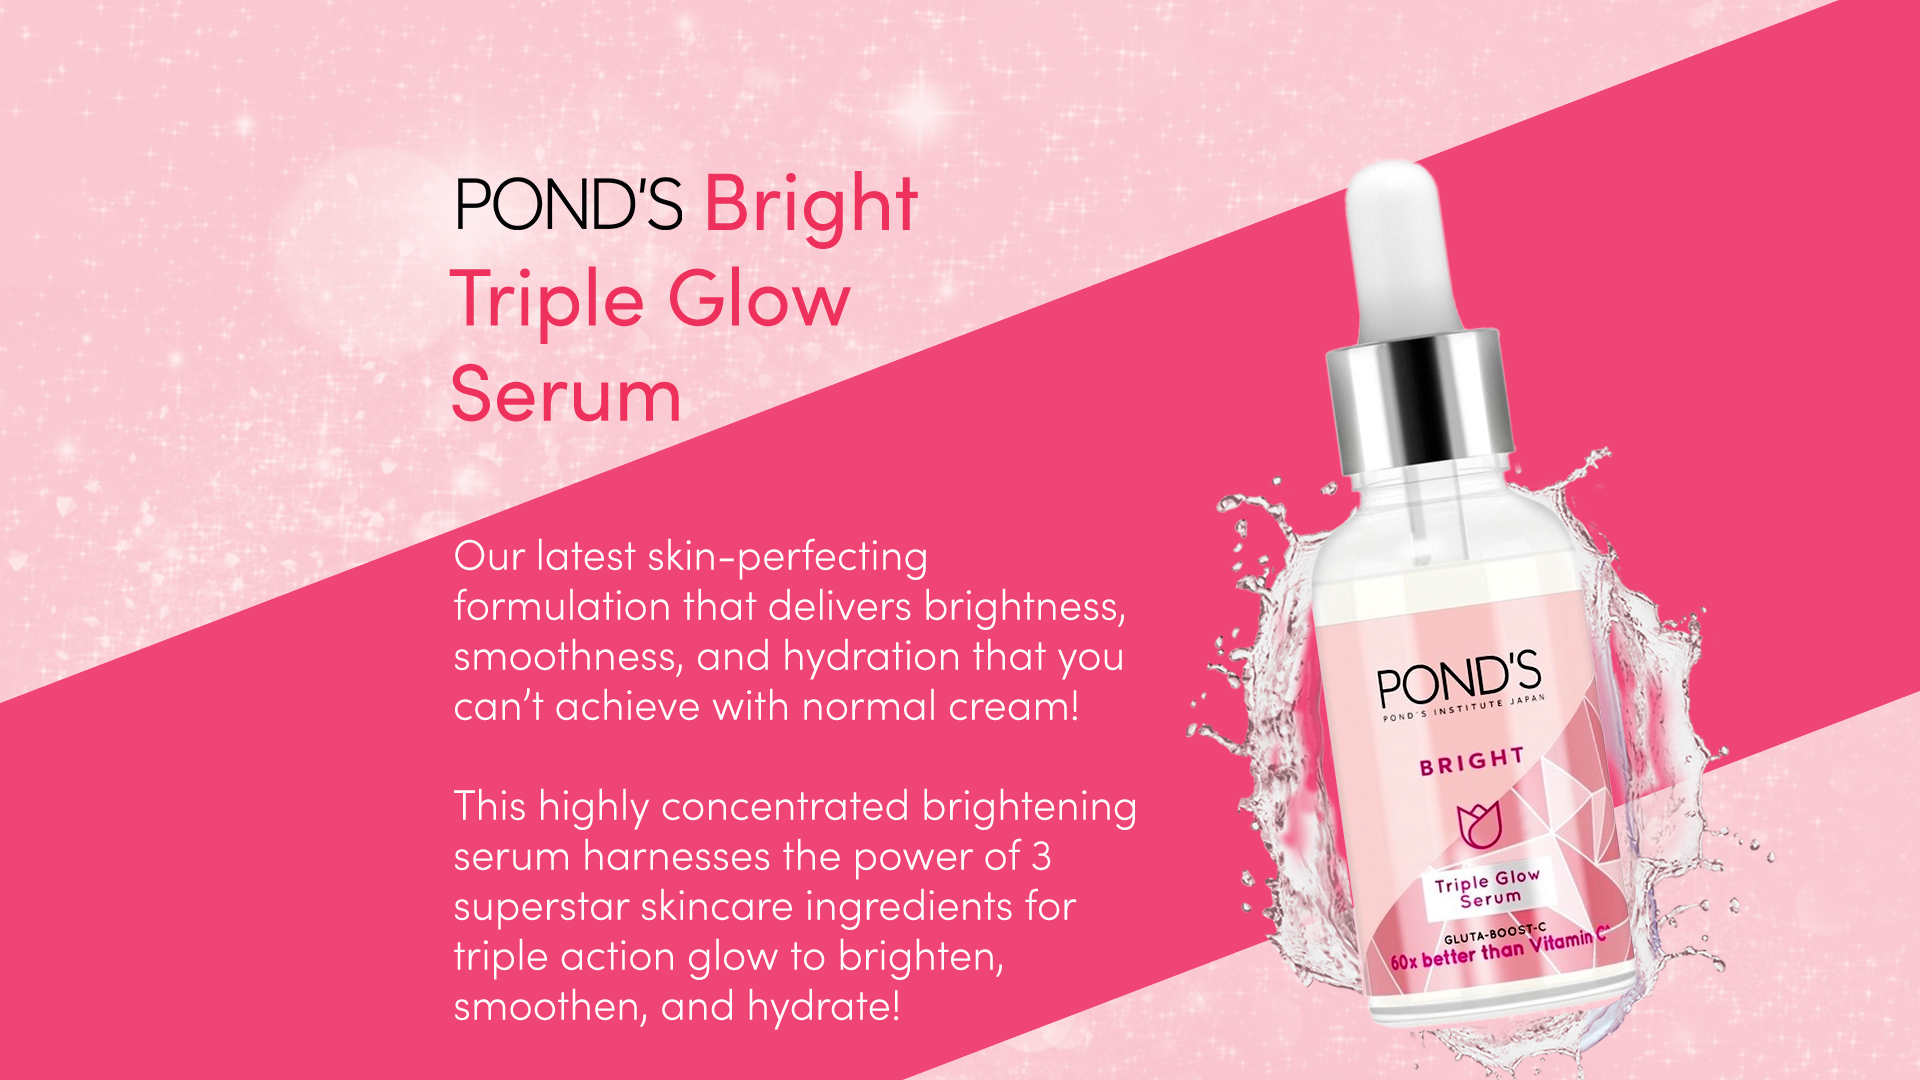 POND'S Bright
Triple Glow
Serum
Our latest skin-perfecting
formulation that delivers brightness,
smoothness, and hydration that you
can't achieve with normal cream!
This highly concentrated brightening
serum harnesses the power of 3
superstar skincare ingredients for
triple action glow to brighten,
smoothen, and hydrate!
POND'S
POND'S INSTITUTE JAPAN
BRIGHT
Triple Glow
Serum
GLUTA-BOOST-C
60x better than Vitamin C^